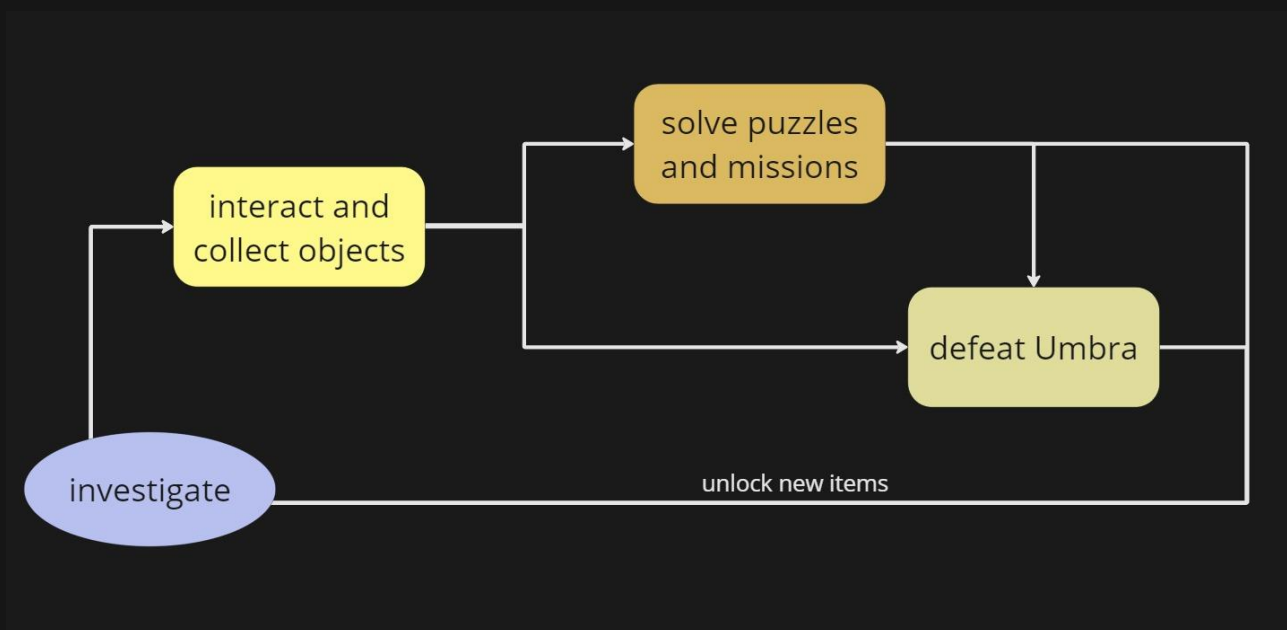 solve puzzles
and missions
interact and
collect objects
defeat Umbra
investigate
unlock new items